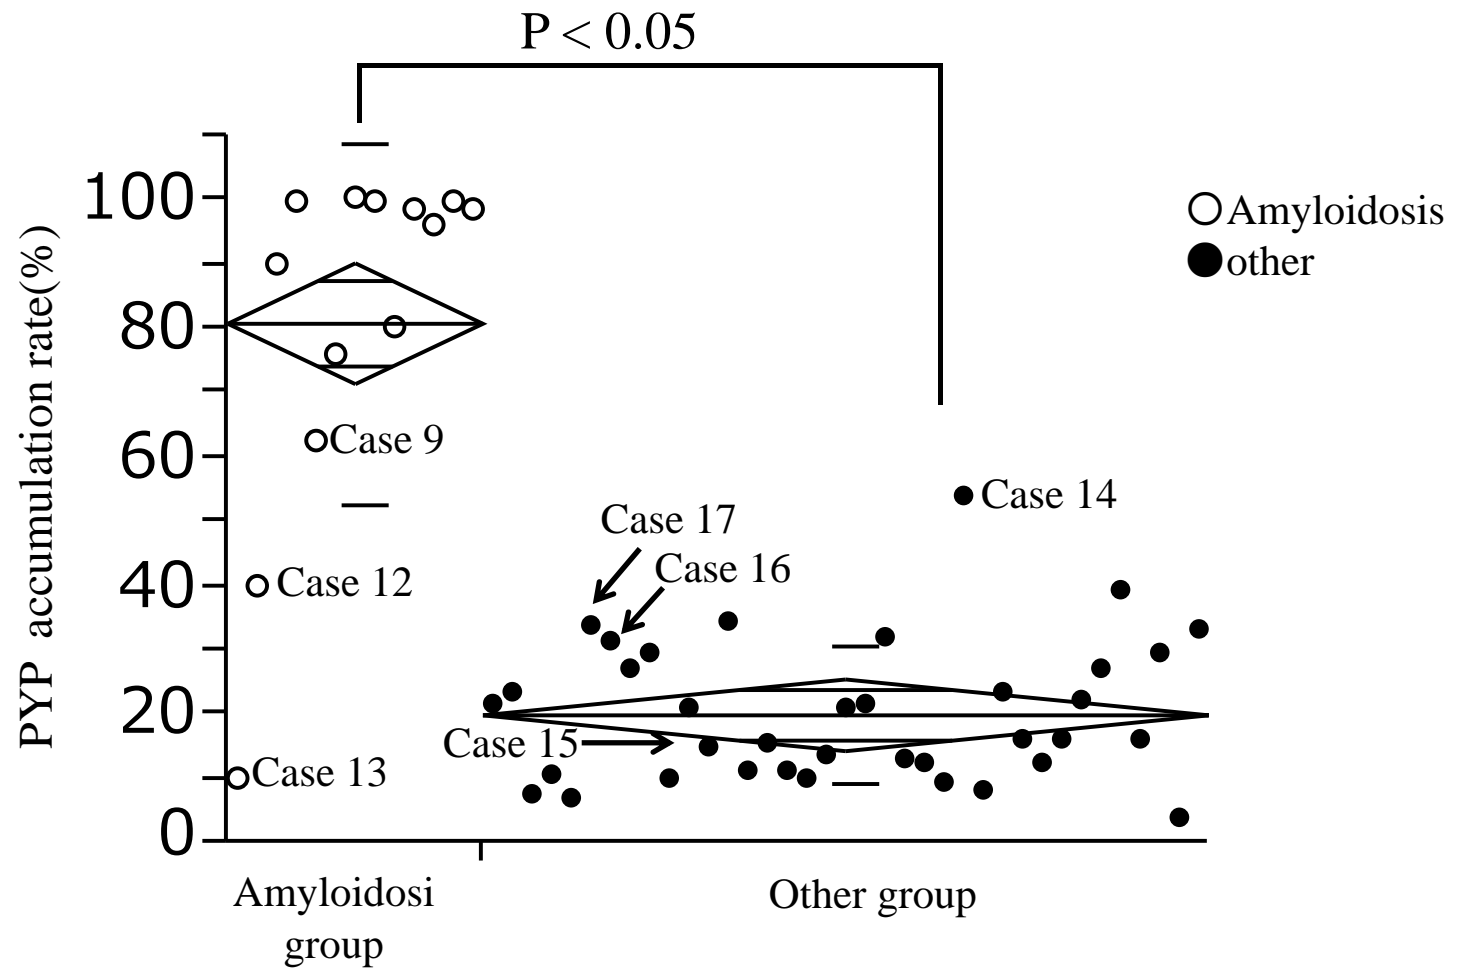 P < 0.05
PYP accumulation rate(%)
100
80
60
40
20
0
Amyloidosis
other
Case 9
Case 14
Case 17
Case 16
Case 12
Case 15
Case 13
Amyloidosi
group
Other group